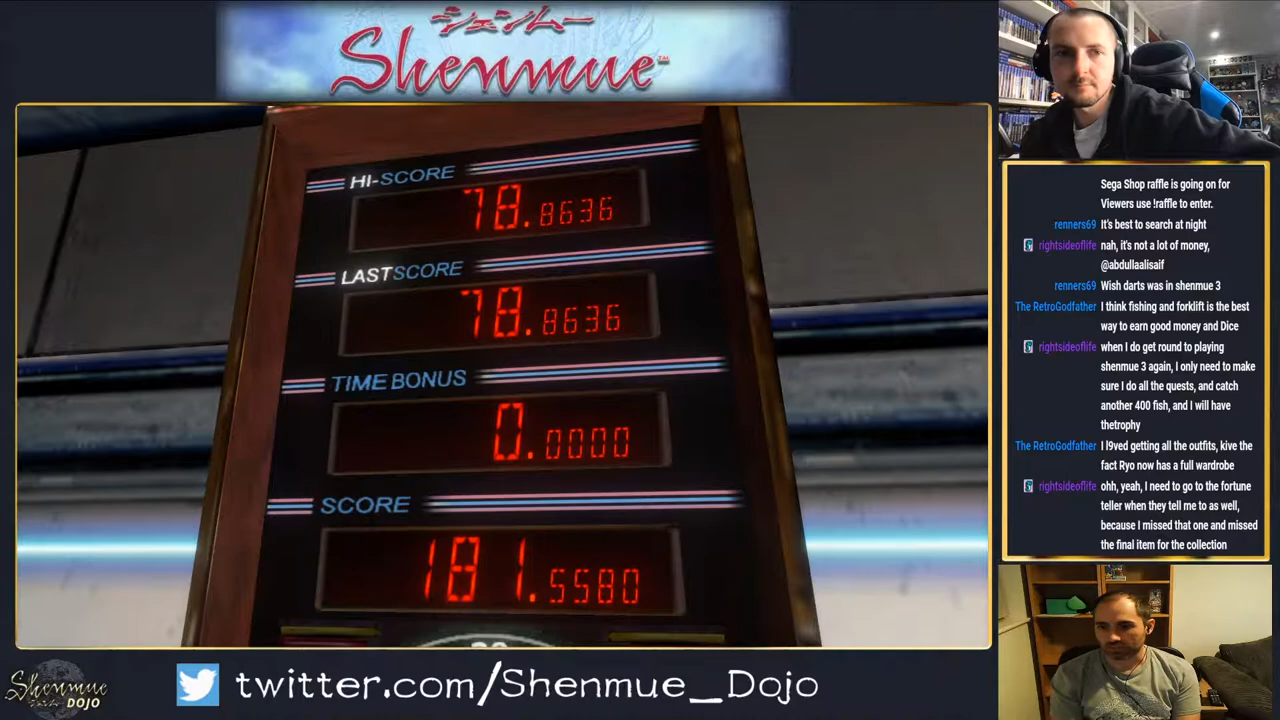 シェンムー
Shenmue™
HI-SCORE
78.8636
LAST SCORE
78.8636
TIME BONUS
0.0000
SCORE
181.5580
20
Sega Shop raffle is going on for
Viewers use !raffle to enter.
renners69 It's best to search at night
rightsideoflife nah, it's not a lot of money,
@abdullaalisaif
renners69 Wish darts was in shenmue 3
The RetroGodfather I think fishing and forklift is the best
way to earn good money and Dice
rightsideoflife when I do get round to playing
shenmue 3 again, I only need to make
sure I do all the quests, and catch
another 400 fish, and I will have
thetrophy
The RetroGodfather I l9ved getting all the outfits, kive the
fact Ryo now has a full wardrobe
rightsideoflife ohh, yeah, I need to go to the fortune
teller when they tell me to as well,
because I missed that one and missed
the final item for the collection
Shenmue
DOJO
twitter.com/Shenmue_Dojo